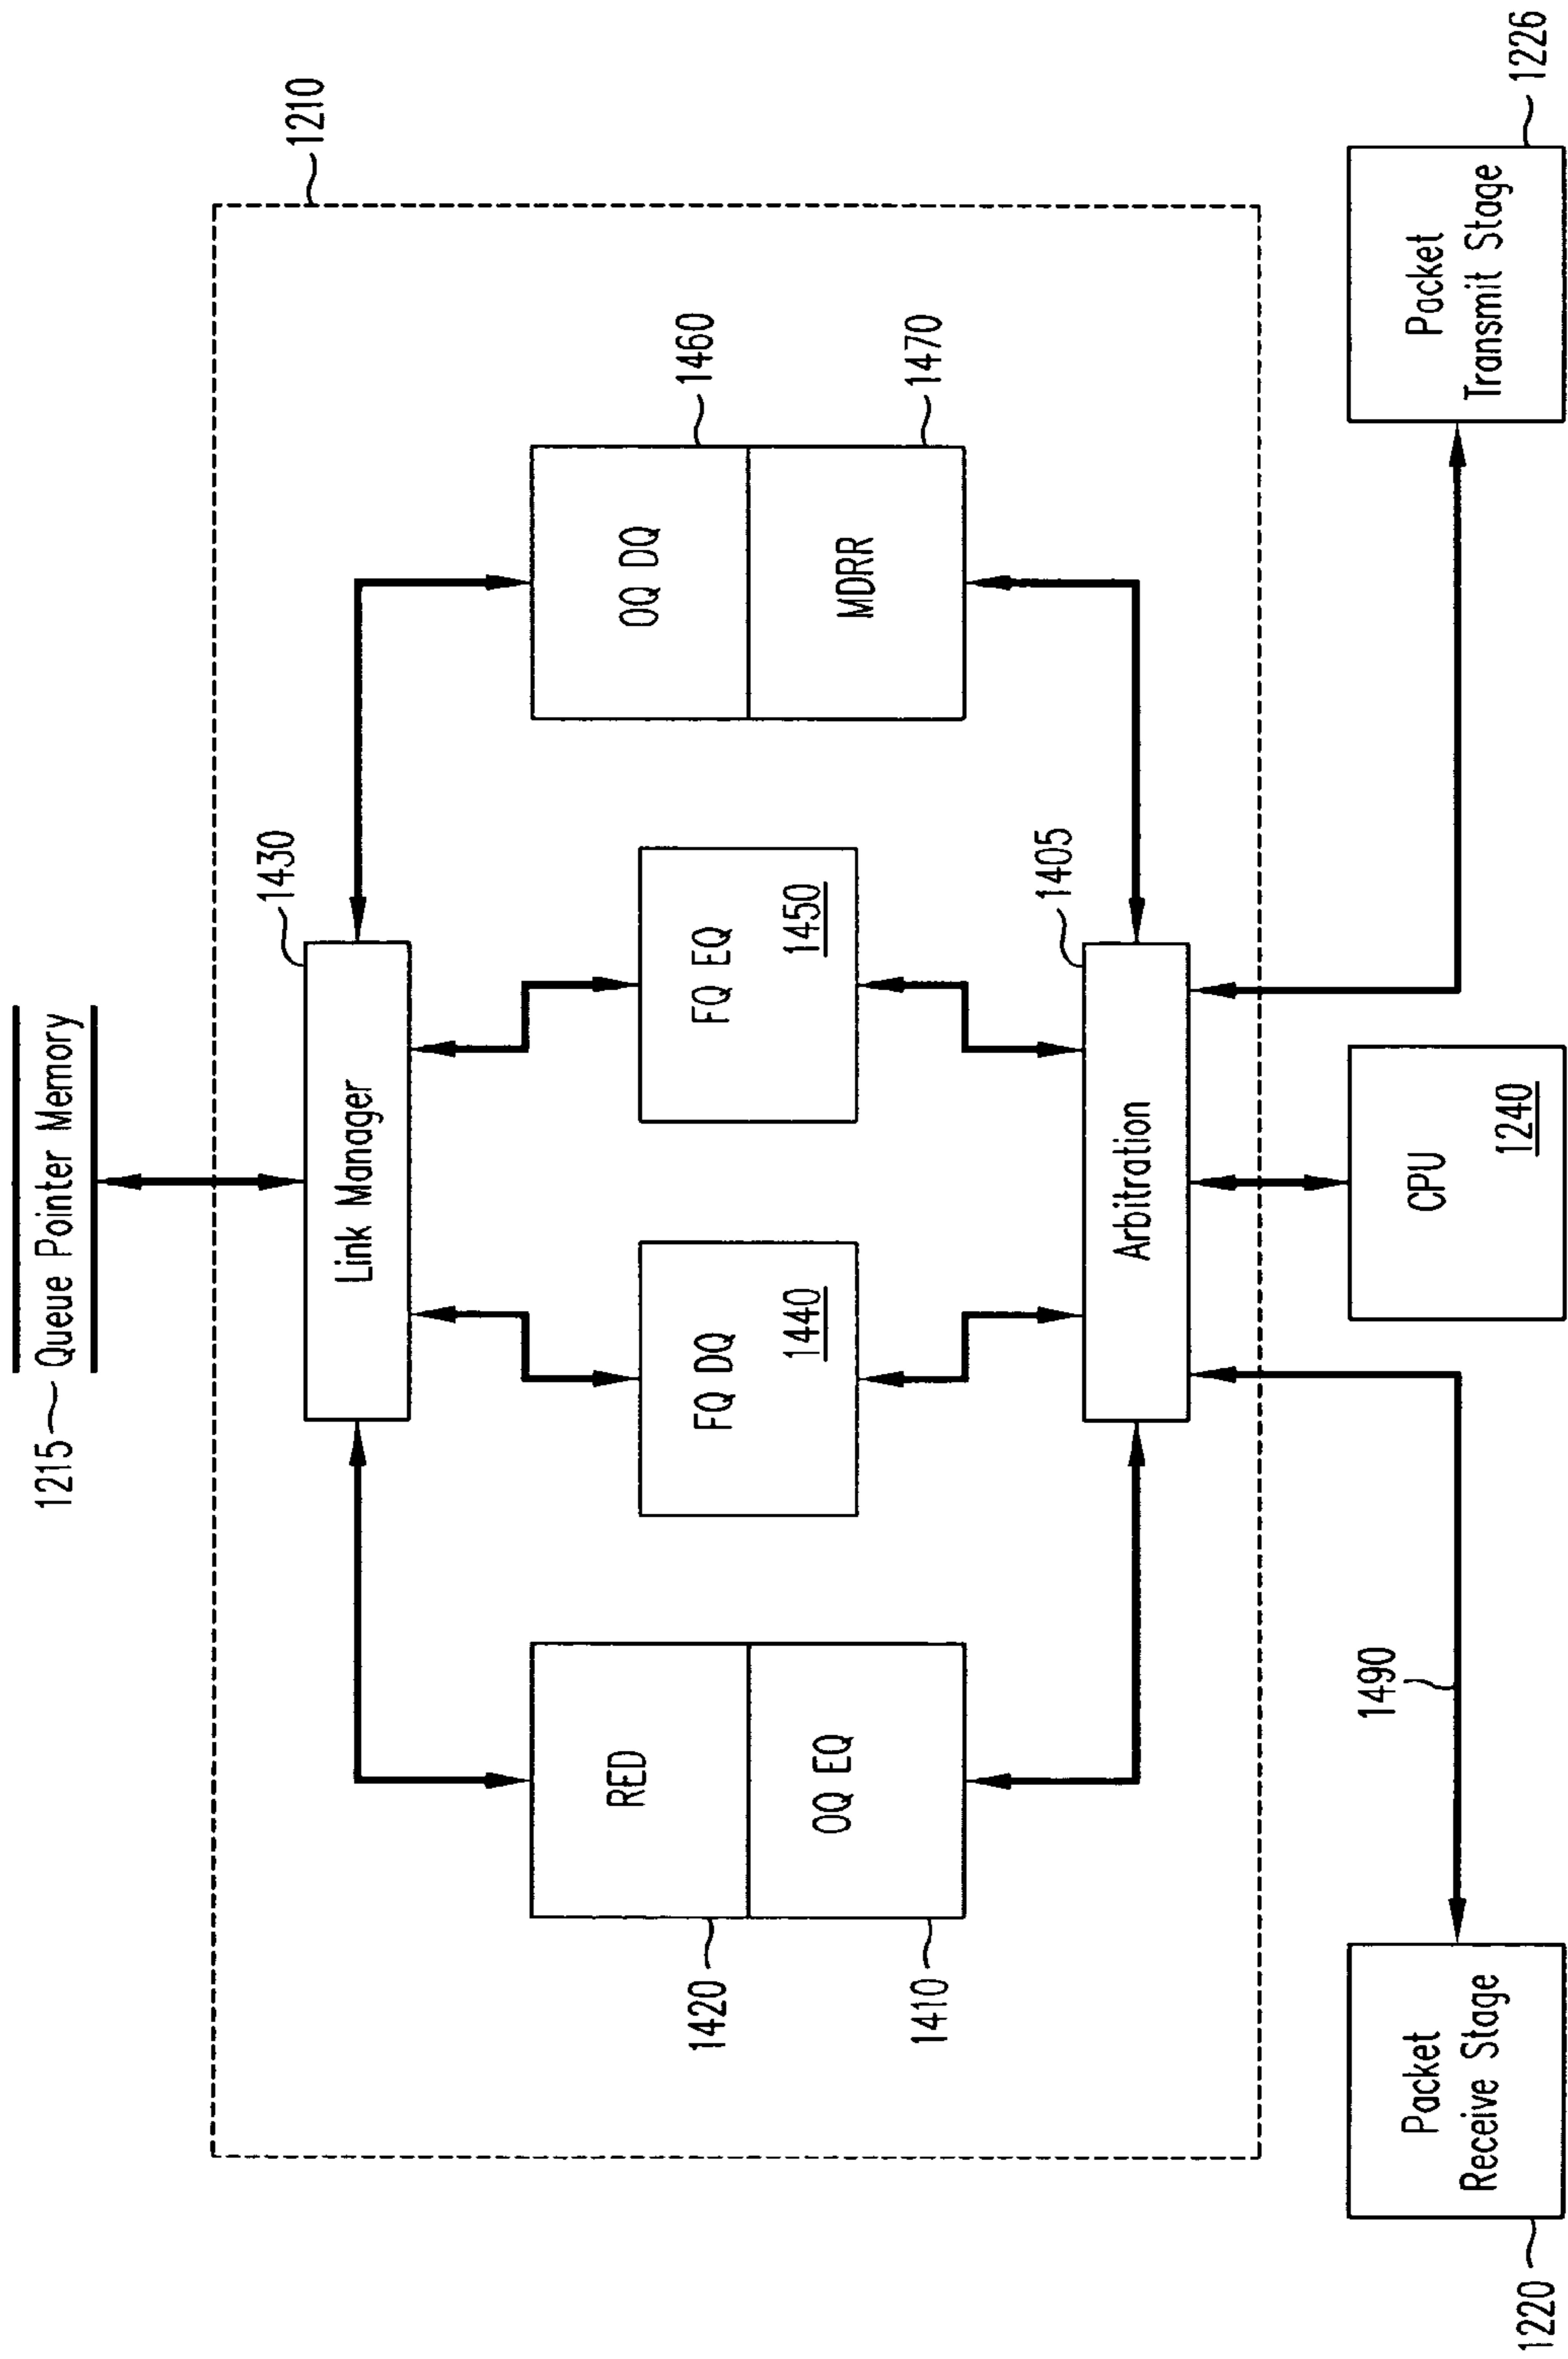 1215
Queue Pointer Memory
1210
1430
Link Manager
RED
1420
OQ EQ
1410
FQ DQ
1440
FQ EQ
1450
OQ DQ
1460
MDRR
1470
1405
Arbitration
1490
Packet
Receive Stage
1220
CPU
1240
Packet
Transmit Stage
1226